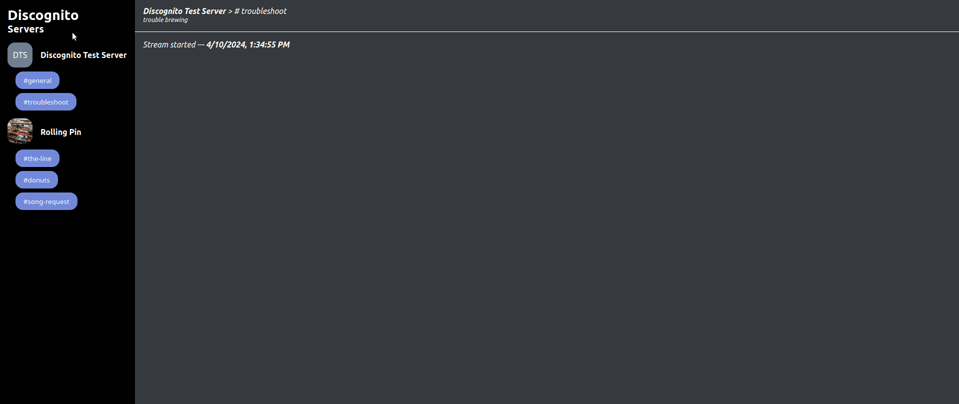 Discognito
Servers
DTS
Discognito Test Server
#general
#troubleshoot
Rolling Pin
#the-line
#donuts
#song-request
Discognito Test Server > # troubleshoot
trouble brewing
Stream started — 4/10/2024, 1:34:55 PM